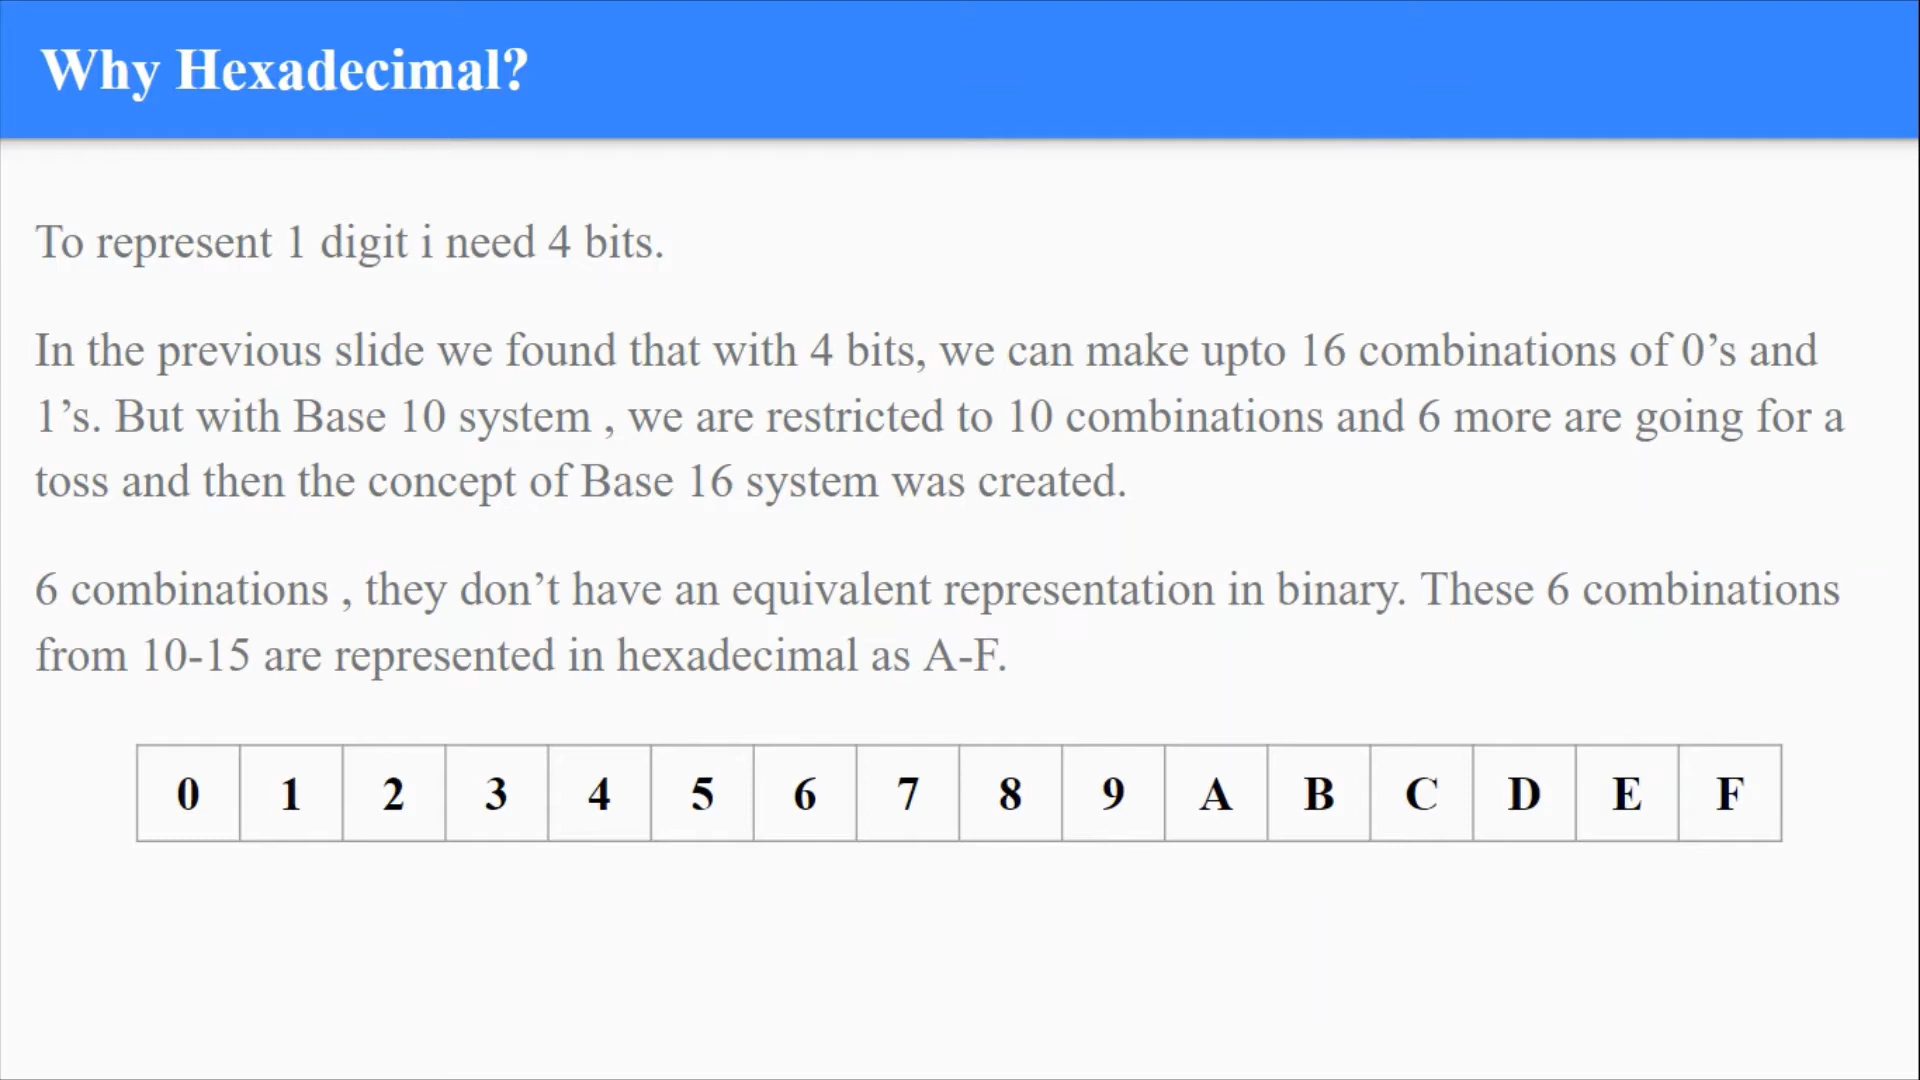 Why Hexadecimal?
To represent 1 digit i need 4 bits.
In the previous slide we found that with 4 bits, we can make upto 16 combinations of 0’s and
1’s. But with Base 10 system , we are restricted to 10 combinations and 6 more are going for a
toss and then the concept of Base 16 system was created.
6 combinations , they don’t have an equivalent representation in binary. These 6 combinations
from 10-15 are represented in hexadecimal as A-F.
0 1 2 3 4 5 6 7 8 9 A B C D E F